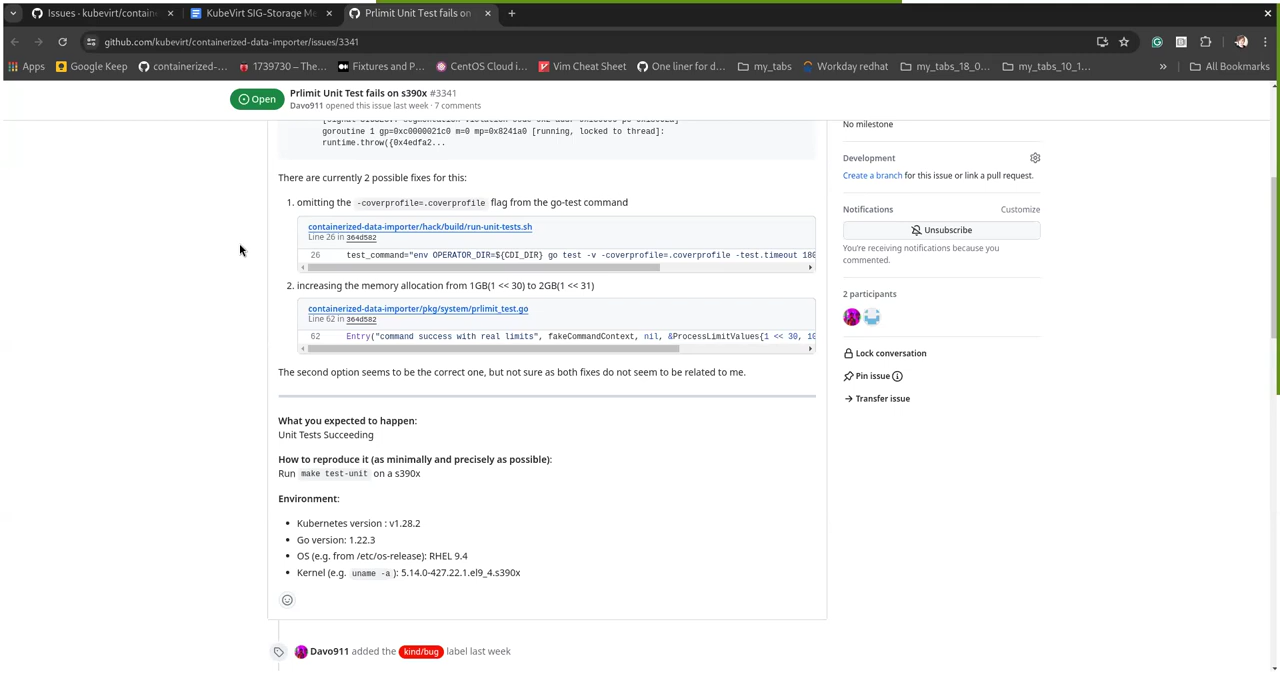 Issues · kubevirt/containe
KubeVirt SIG-Storage Me
Prlimit Unit Test fails on
github.com/kubevirt/containerized-data-importer/issues/3341
Apps
Google Keep
containerized-...
1739730 – The...
Fixtures and P...
CentOS Cloud i...
Vim Cheat Sheet
One liner for d...
my_tabs
Workday redhat
my_tabs_18_0...
my_tabs_10_1...
»
All Bookmarks
Open
Prlimit Unit Test fails on s390x #3341
Davo911 opened this issue last week · 7 comments
goroutine 1 gp=0xc0000021c0 m=0 mp=0x8241a0 [running, locked to thread]:
runtime.throw({0x4edfa2...
There are currently 2 possible fixes for this:
1. omitting the -coverprofile=.coverprofile flag from the go-test command
containerized-data-importer/hack/build/run-unit-tests.sh
Line 26 in 364d582
26 test_command="env OPERATOR_DIR=${CDI_DIR} go test -v -coverprofile=.coverprofile -test.timeout 180
2. increasing the memory allocation from 1GB(1 << 30) to 2GB(1 << 31)
containerized-data-importer/pkg/system/prlimit_test.go
Line 62 in 364d582
62 Entry("command success with real limits", fakeCommandContext, nil, &ProcessLimitValues{1 << 30, 10
The second option seems to be the correct one, but not sure as both fixes do not seem to be related to me.
What you expected to happen:
Unit Tests Succeeding
How to reproduce it (as minimally and precisely as possible):
Run make test-unit on a s390x
Environment:
• Kubernetes version : v1.28.2
• Go version: 1.22.3
• OS (e.g. from /etc/os-release): RHEL 9.4
• Kernel (e.g. uname -a ): 5.14.0-427.22.1.el9_4.s390x
Davo911 added the kind/bug label last week
No milestone
Development
Create a branch for this issue or link a pull request.
Notifications
Customize
Unsubscribe
You're receiving notifications because you
commented.
2 participants
Lock conversation
Pin issue
Transfer issue